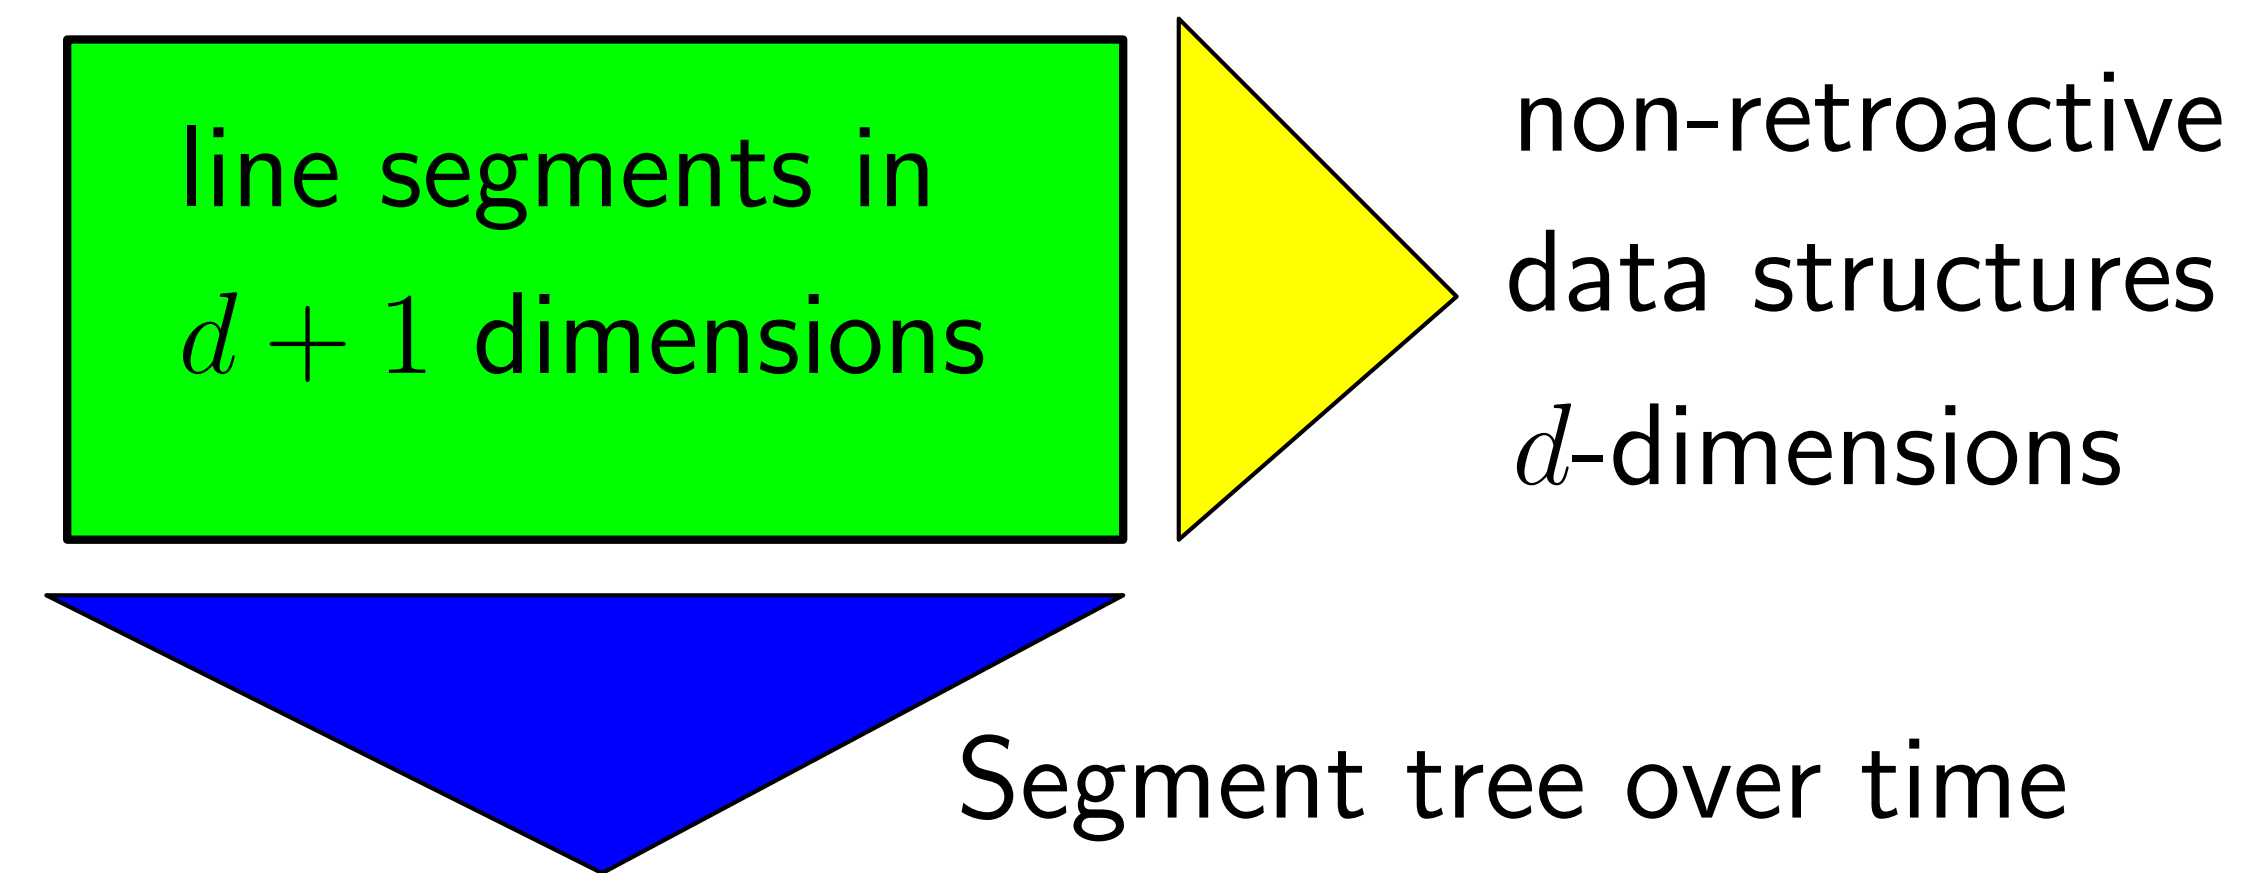 line segments in
d + 1 dimensions
non-retroactive
data structures
d-dimensions
Segment tree over time